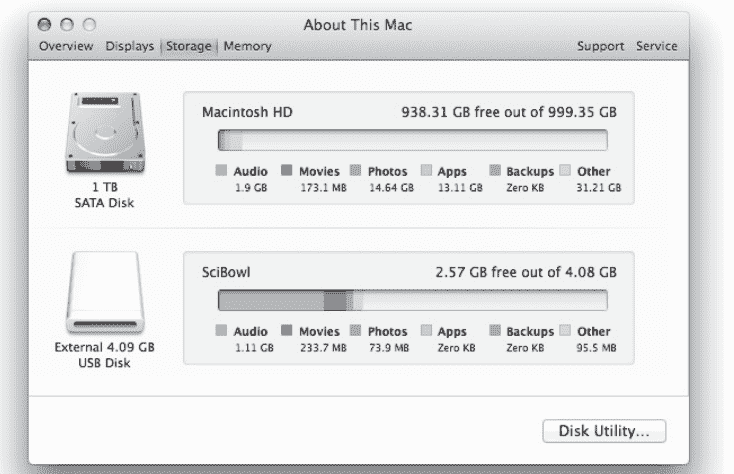 About This Mac
Overview Displays Storage Memory Support Service
Macintosh HD 938.31 GB free out of 999.35 GB
Audio Movies Photos Apps Backups Other
1.9 GB 173.1 MB 14.64 GB 13.11 GB Zero KB 31.21 GB
1 TB
SATA Disk
SciBowl 2.57 GB free out of 4.08 GB
Audio Movies Photos Apps Backups Other
1.11 GB 233.7 MB 73.9 MB Zero KB Zero KB 95.5 MB
External 4.09 GB
USB Disk
Disk Utility...